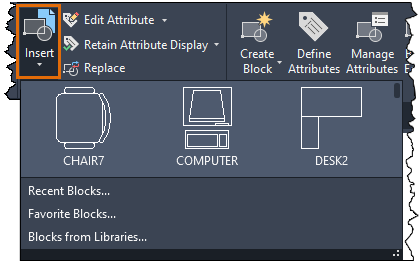 Insert
Edit Attribute
Retain Attribute Display
Replace
Create
Block
Define
Attributes
Manage
Attributes
CHAIR7
COMPUTER
DESK2
Recent Blocks...
Favorite Blocks...
Blocks from Libraries...